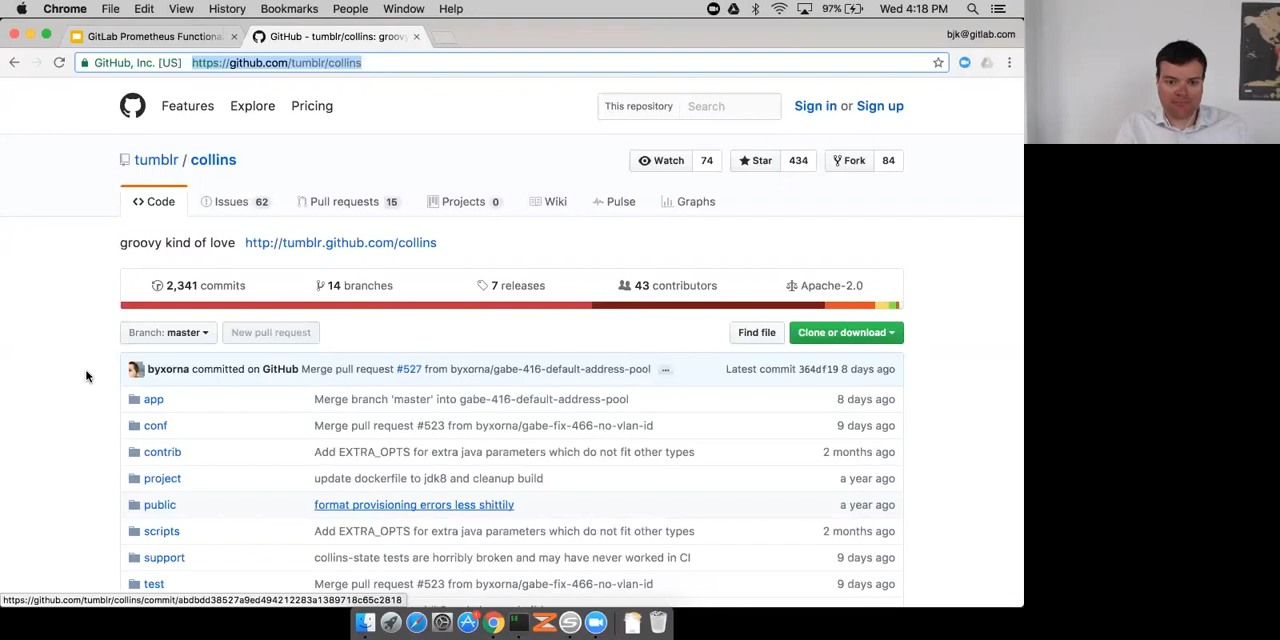 Chrome File Edit View History Bookmarks People Window Help 97% Wed 4:18 PM
GitLab Prometheus Functiona × GitHub - tumblr/collins: groovy × bjk@gitlab.com
GitHub, Inc. [US] https://github.com/tumblr/collins
Features Explore Pricing This repository Search Sign in or Sign up
tumblr / collins Watch 74 Star 434 Fork 84
Code Issues 62 Pull requests 15 Projects 0 Wiki Pulse Graphs
groovy kind of love http://tumblr.github.com/collins
2,341 commits 14 branches 7 releases 43 contributors Apache-2.0
Branch: master New pull request Find file Clone or download
byxorna committed on GitHub Merge pull request #527 from byxorna/gabe-416-default-address-pool ... Latest commit 364df19 8 days ago
app Merge branch 'master' into gabe-416-default-address-pool 8 days ago
conf Merge pull request #523 from byxorna/gabe-fix-466-no-vlan-id 9 days ago
contrib Add EXTRA_OPTS for extra java parameters which do not fit other types 2 months ago
project update dockerfile to jdk8 and cleanup build a year ago
public format provisioning errors less shittily a year ago
scripts Add EXTRA_OPTS for extra java parameters which do not fit other types 2 months ago
support collins-state tests are horribly broken and may have never worked in CI 9 days ago
test Merge pull request #523 from byxorna/gabe-fix-466-no-vlan-id 9 days ago
https://github.com/tumblr/collins/commit/abdbdd38527a9ed494212283a1389718c65c2818